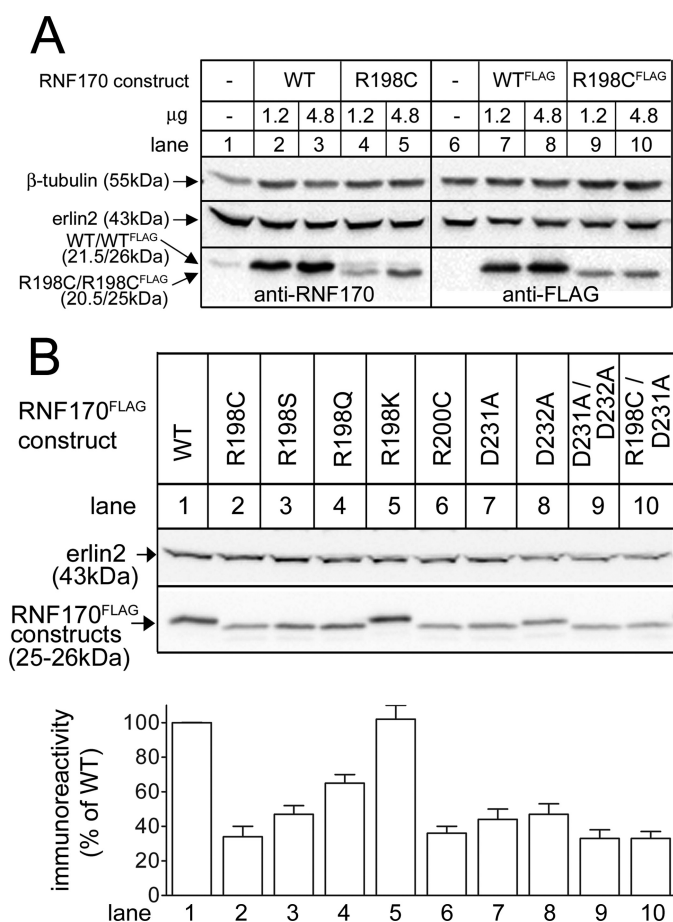 A
RNF170 construct - WT R198C - WT^FLAG R198C^FLAG
μg - 1.2 4.8 1.2 4.8 - 1.2 4.8 1.2 4.8
lane 1 2 3 4 5 6 7 8 9 10
β-tubulin (55kDa)
erlin2 (43kDa)
WT/WT^FLAG
(21.5/26kDa)
R198C/R198C^FLAG
(20.5/25kDa)
anti-RNF170 anti-FLAG
B
RNF170^FLAG
construct
WT
R198C
R198S
R198Q
R198K
R200C
D231A
D232A
D231A/
D232A
R198C/
D231A
lane 1 2 3 4 5 6 7 8 9 10
erlin2
(43kDa)
RNF170^FLAG
constructs
(25-26kDa)
immunoreactivity
(% of WT)
100
80
60
40
20
0
lane 1 2 3 4 5 6 7 8 9 10